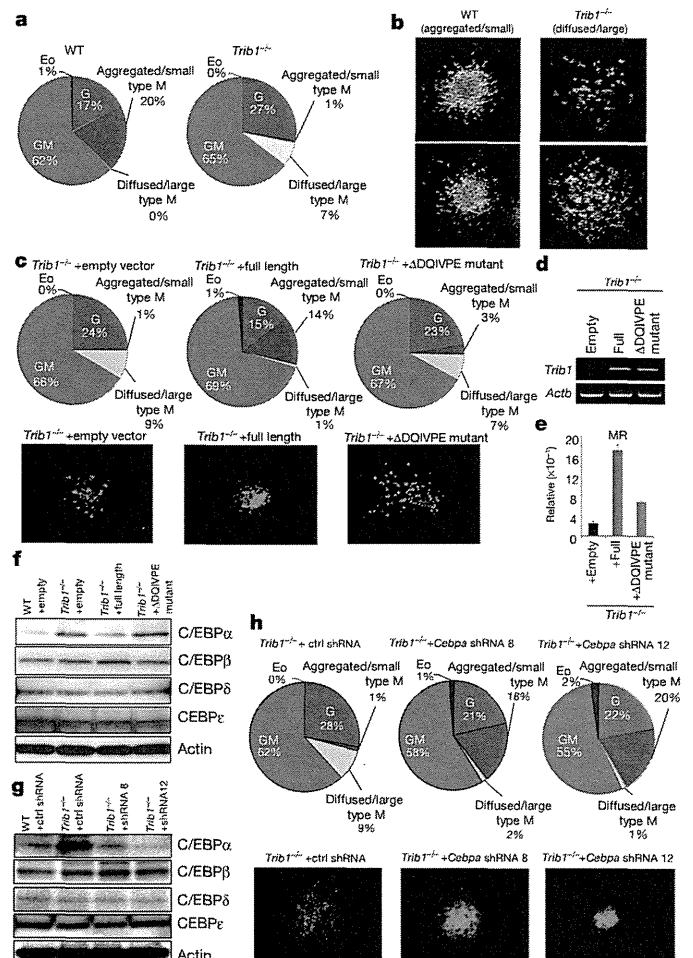 a
WT
Trib1⁻/⁻
Eo
1%
G
17%
Aggregated/small
type M
20%
GM
62%
Diffused/large
type M
0%
Eo
0%
G
27%
Aggregated/small
type M
1%
GM
65%
Diffused/large
type M
7%
b
WT
(aggregated/small)
Trib1⁻/⁻
(diffused/large)
c
Trib1⁻/⁻ +empty vector
Trib1⁻/⁻ +full length
Trib1⁻/⁻ +ΔDQIVPE mutant
Eo
0%
G
24%
Aggregated/small
type M
1%
GM
66%
Diffused/large
type M
9%
Eo
1%
G
15%
Aggregated/small
type M
14%
GM
69%
Diffused/large
type M
1%
Eo
0%
G
23%
Aggregated/small
type M
3%
GM
67%
Diffused/large
type M
7%
Trib1⁻/⁻ +empty vector
Trib1⁻/⁻ +full length
Trib1⁻/⁻ +ΔDQIVPE mutant
d
Trib1⁻/⁻
Empty
Full
ΔDQIVPE
mutant
Trib1
Actb
e
MR
Relative
20
16
12
8
4
0
+Empty
+Full
+ΔDQIVPE
mutant
Trib1⁻/⁻
f
WT
+empty
Trib1⁻/⁻
+empty
Trib1⁻/⁻
+full length
Trib1⁻/⁻
+ΔDQIVPE
mutant
C/EBPα
C/EBPβ
C/EBPδ
CEBPε
Actin
g
WT
+ctrl shRNA
Trib1⁻/⁻
+ctrl shRNA
Trib1⁻/⁻
+shRNA 8
Trib1⁻/⁻
+shRNA12
C/EBPα
C/EBPβ
C/EBPδ
CEBPε
Actin
h
Trib1⁻/⁻ + ctrl shRNA
Trib1⁻/⁻ +Cebpa shRNA 8
Trib1⁻/⁻ +Cebpa shRNA 12
Eo
0%
G
28%
Aggregated/small
type M
1%
GM
62%
Diffused/large
type M
9%
Eo
1%
G
21%
Aggregated/small
type M
18%
GM
58%
Diffused/large
type M
2%
Eo
2%
G
22%
Aggregated/small
type M
20%
GM
55%
Diffused/large
type M
1%
Trib1⁻/⁻ +ctrl shRNA
Trib1⁻/⁻ +Cebpa shRNA 8
Trib1⁻/⁻+Cebpa shRNA 12